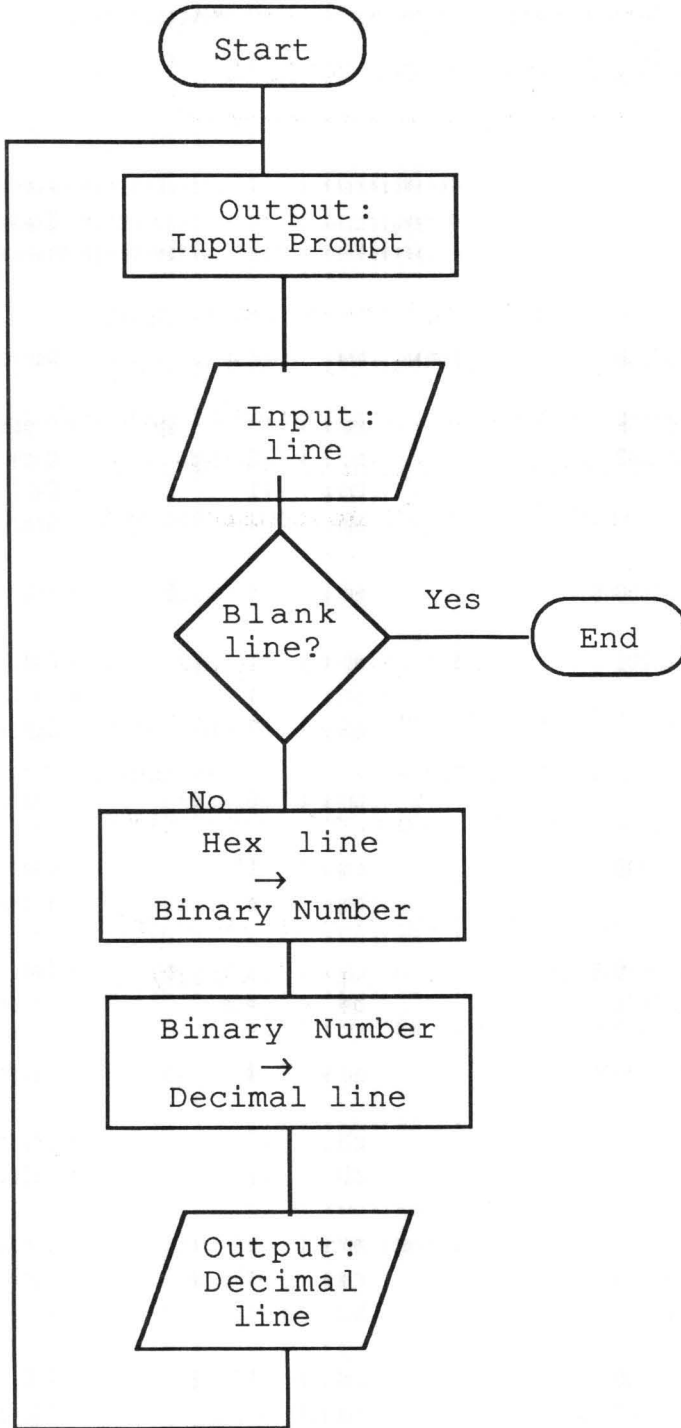 Start
Output:
Input Prompt
Input:
line
Blank
line?
Yes
End
No
Hex line
→
Binary Number
Binary Number
→
Decimal line
Output:
Decimal
line